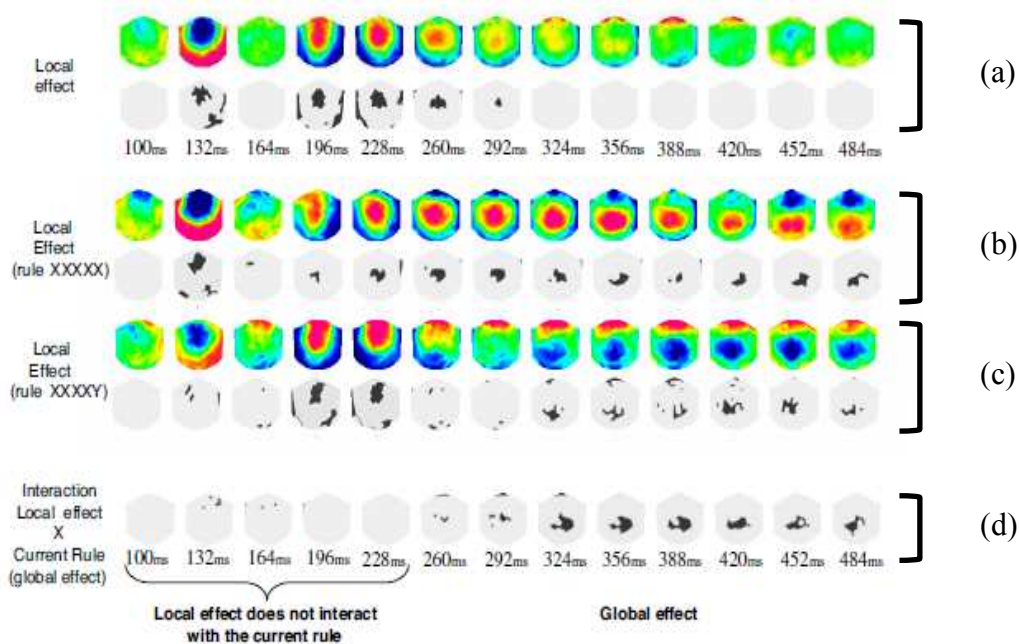 Local
effect
(a)
100ms 132ms 164ms 196ms 228ms 260ms 292ms 324ms 356ms 388ms 420ms 452ms 484ms
Local
Effect
(rule XXXXX)
(b)
Local
Effect
(rule XXXXY)
(c)
Interaction
Local effect
X
Current Rule
(global effect)
(d)
100ms 132ms 164ms 196ms 228ms 260ms 292ms 324ms 356ms 388ms 420ms 452ms 484ms
Local effect does not interact
with the current rule
Global effect